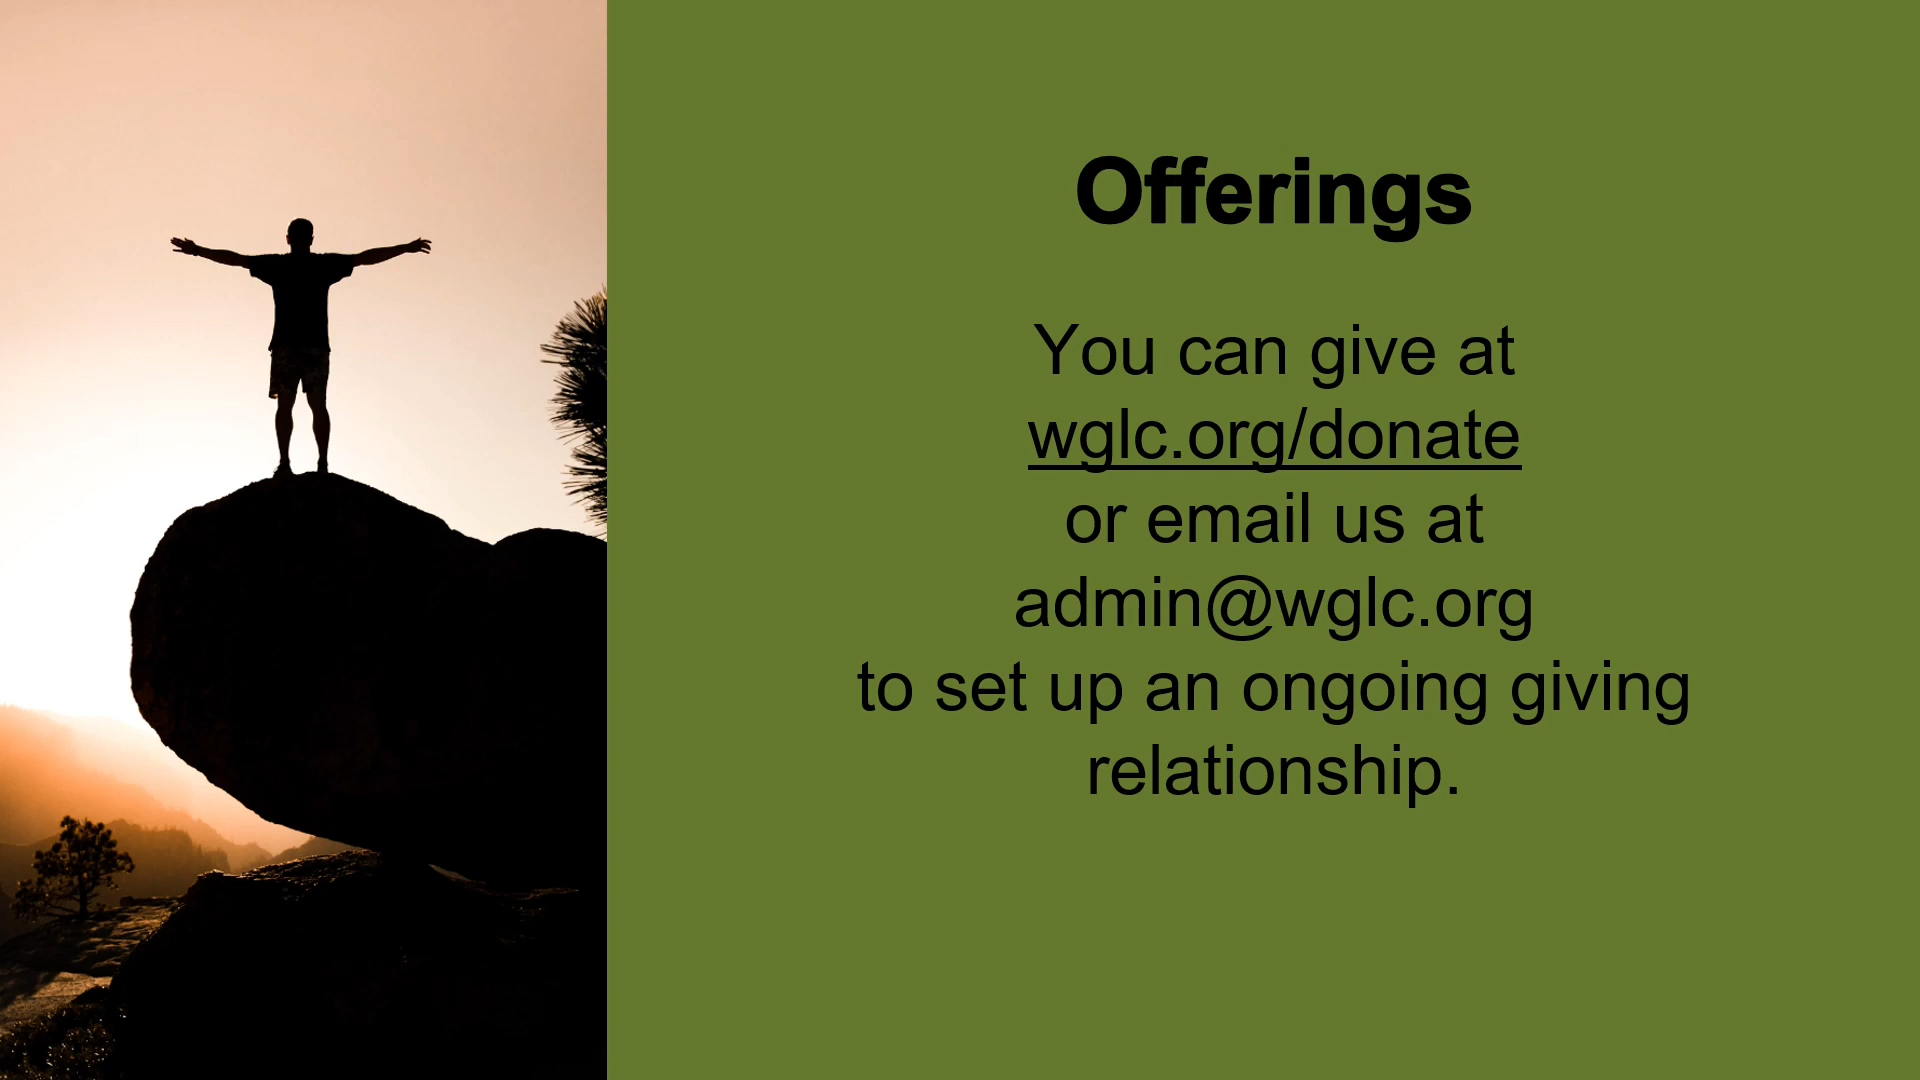 Offerings
You can give at
wglc.org/donate
or email us at
admin@wglc.org
to set up an ongoing giving
relationship.